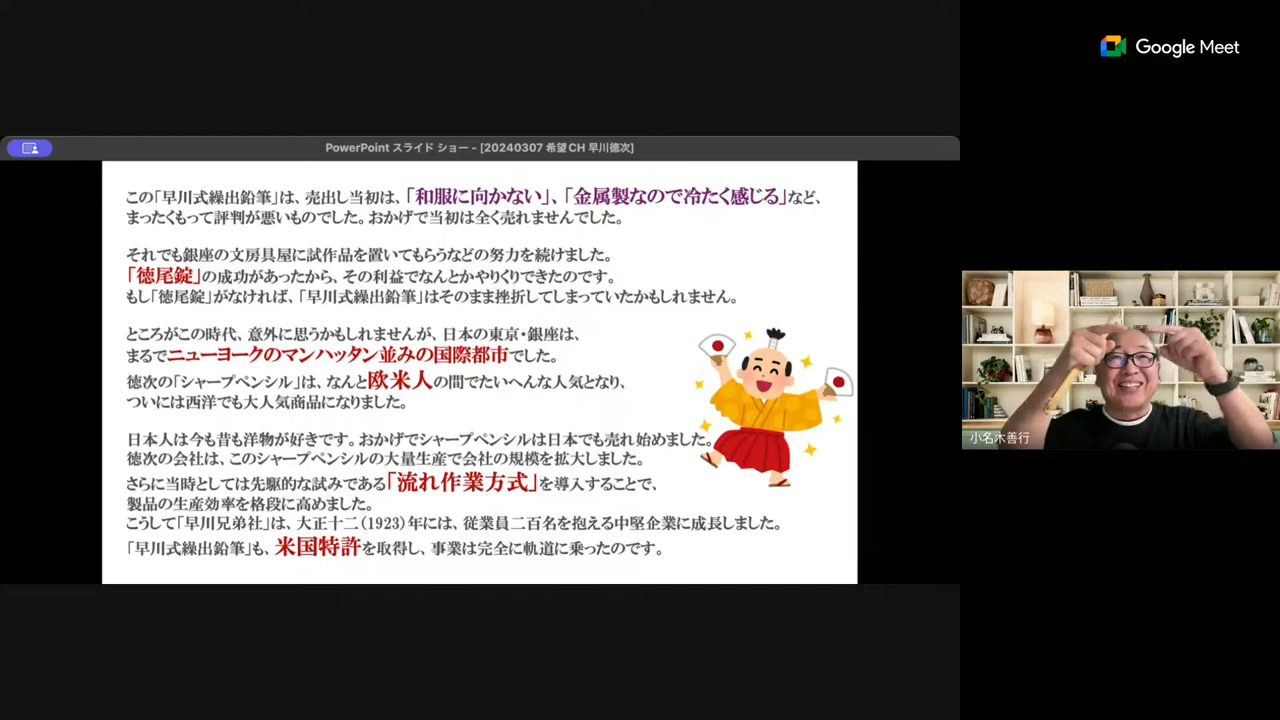 Google Meet
PowerPoint スライド ショー - [20240307 希望CH 早川徳次]
この「早川式繰出鉛筆」は、売出し当初は、「和服に向かない」、「金属製なので冷たく感じる」など、
まったくもって評判が悪いものでした。おかげで当初は全く売れませんでした。
それでも銀座の文房具屋に試作品を置いてもらうなどの努力を続けました。
「徳尾錠」の成功があったから、その利益でなんとかやりくりできたのです。
もし「徳尾錠」がなければ、「早川式繰出鉛筆」はそのまま挫折してしまっていたかもしれません。
ところがこの時代、意外に思うかもしれませんが、日本の東京・銀座は、
まるでニューヨークのマンハッタン並みの国際都市でした。
徳次の「シャープペンシル」は、なんと欧米人の間でたいへんな人気となり、
ついには西洋でも大人気商品になりました。
日本人は今も昔も洋物が好きです。おかげでシャープペンシルは日本でも売れ始めました。
徳次の会社は、このシャープペンシルの大量生産で会社の規模を拡大しました。
さらに当時としては先駆的な試みである「流れ作業方式」を導入することで、
製品の生産効率を格段に高めました。
こうして「早川兄弟社」は、大正十二(1923)年には、従業員二百名を抱える中堅企業に成長しました。
「早川式繰出鉛筆」も、米国特許を取得し、事業は完全に軌道に乗ったのです。
小名木善行